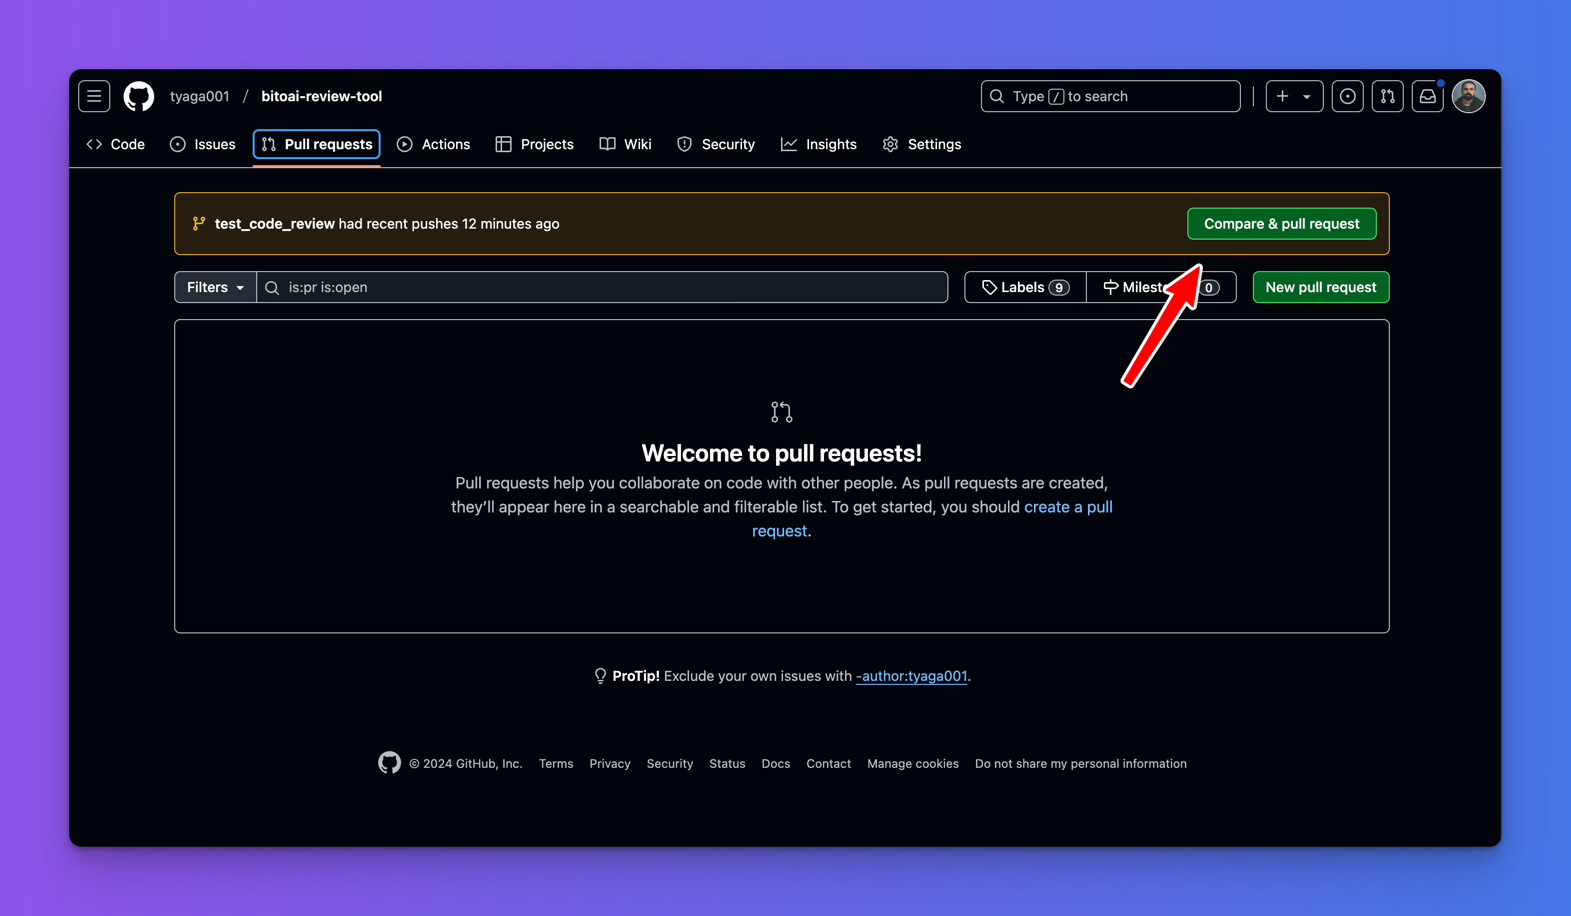 tyaga001 / bitoai-review-tool
Type / to search
Code Issues Pull requests Actions Projects Wiki Security Insights Settings
test_code_review had recent pushes 12 minutes ago
Compare & pull request
Filters
is:pr is:open
Labels 9
0
New pull request
Welcome to pull requests!
Pull requests help you collaborate on code with other people. As pull requests are created,
they’ll appear here in a searchable and filterable list. To get started, you should create a pull
request.
ProTip! Exclude your own issues with -author:tyaga001.
© 2024 GitHub, Inc. Terms Privacy Security Status Docs Contact Manage cookies Do not share my personal information